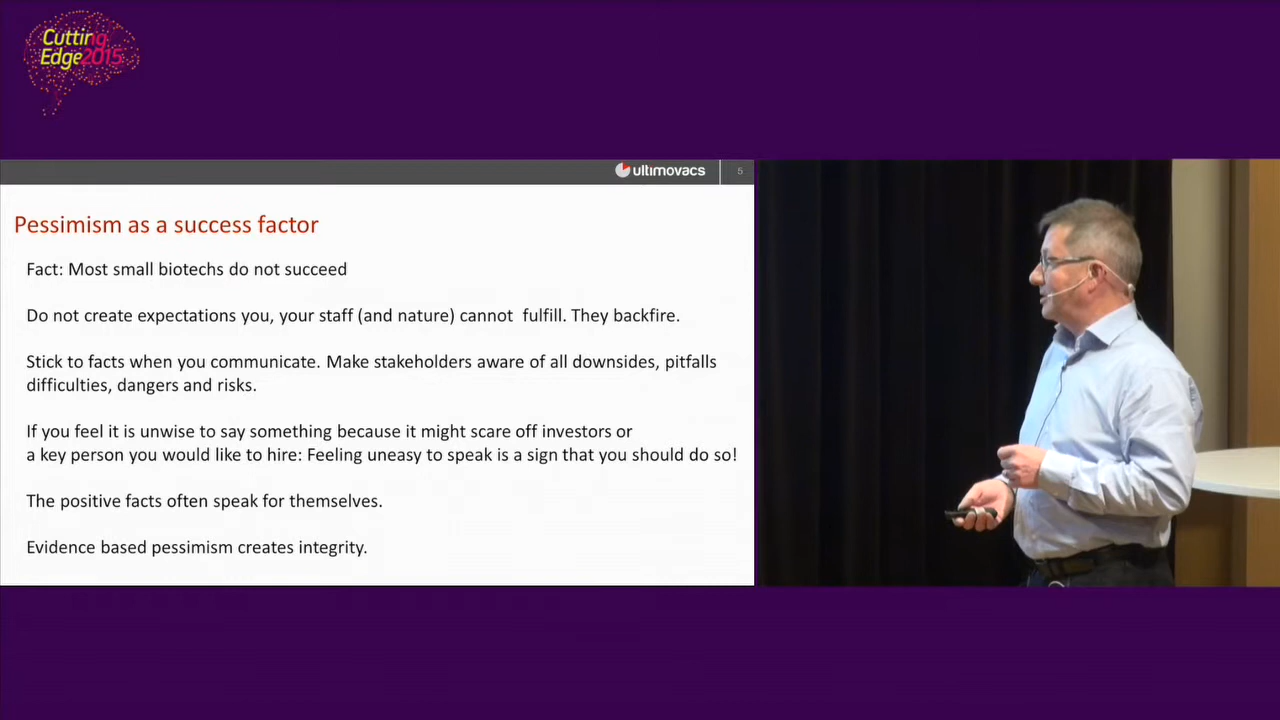 Cutting
Edge2015
ultimovacs
5
Pessimism as a success factor
Fact: Most small biotechs do not succeed
Do not create expectations you, your staff (and nature) cannot  fulfill. They backfire.
Stick to facts when you communicate. Make stakeholders aware of all downsides, pitfalls
difficulties, dangers and risks.
If you feel it is unwise to say something because it might scare off investors or
a key person you would like to hire: Feeling uneasy to speak is a sign that you should do so!
The positive facts often speak for themselves.
Evidence based pessimism creates integrity.